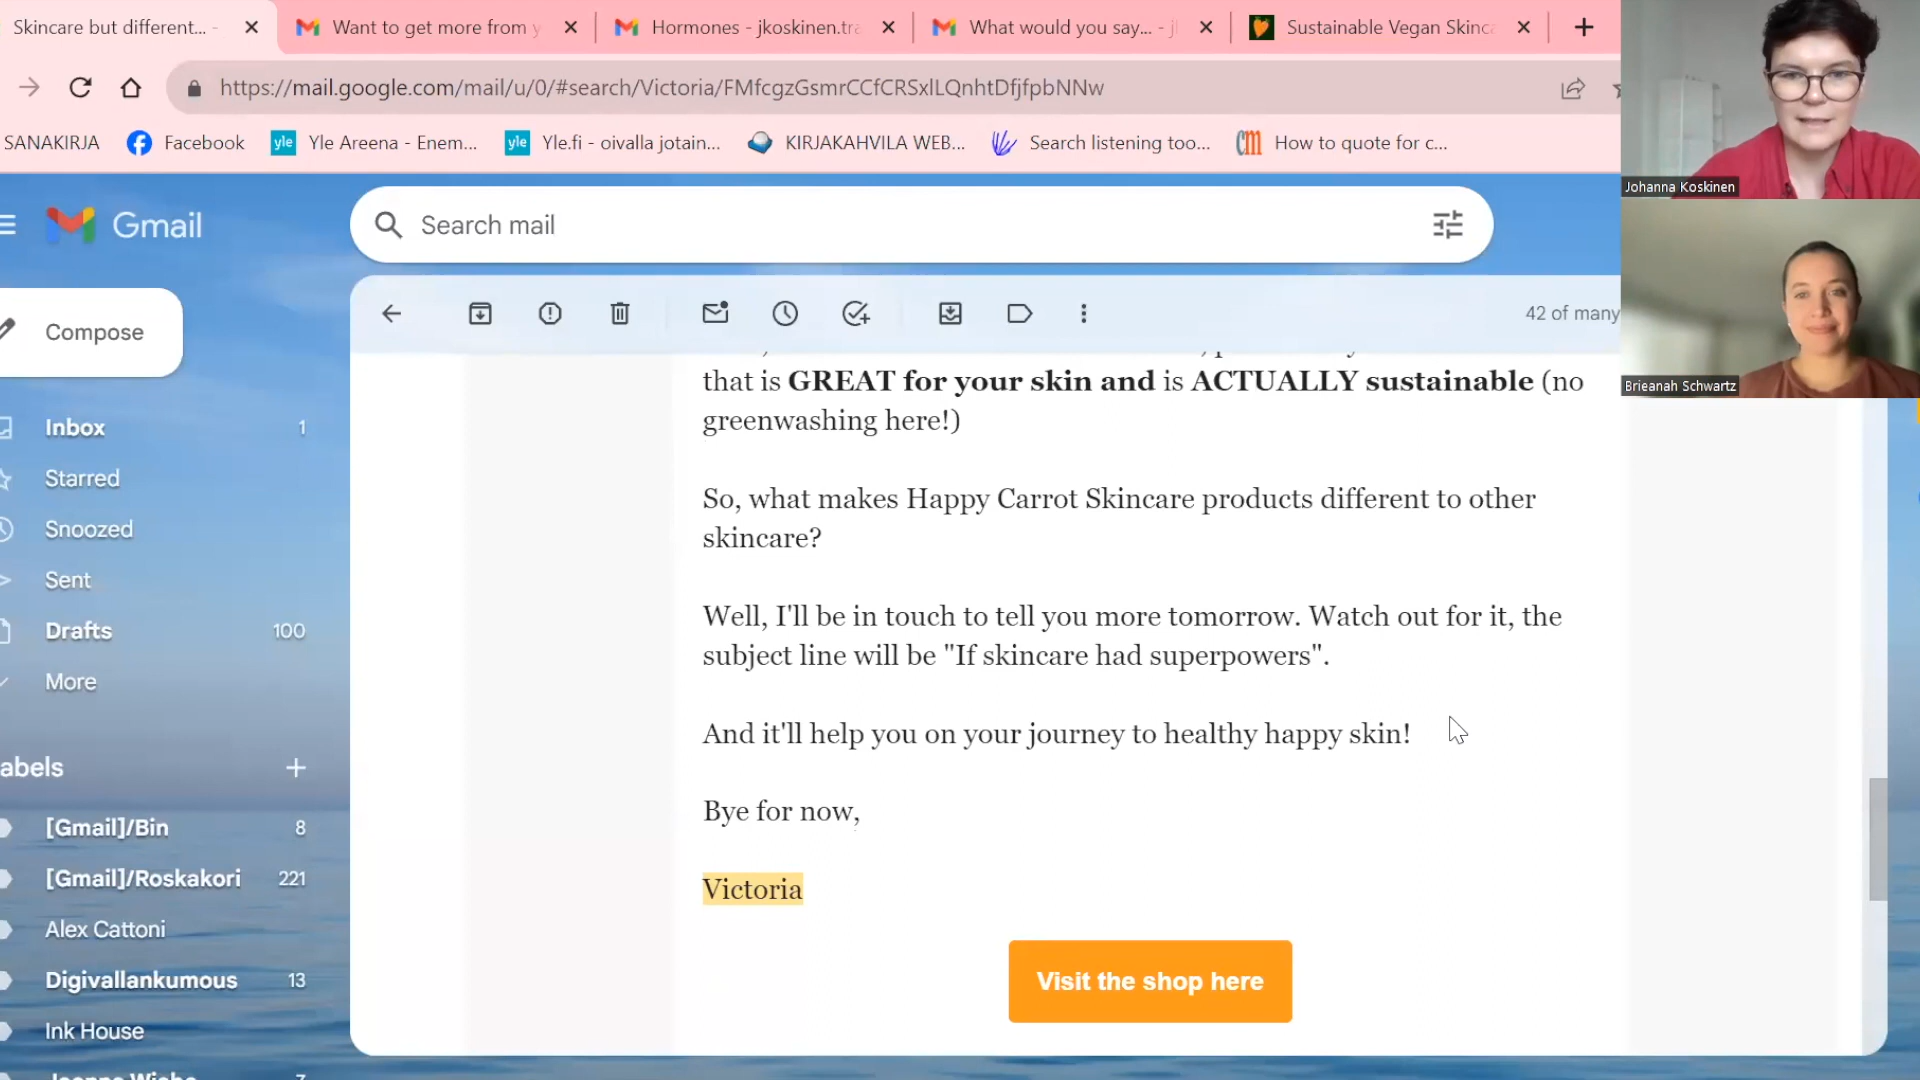 Skincare but different... -
Want to get more from y
Hormones - jkoskinen.tra
What would you say... - j
Sustainable Vegan Skinca
https://mail.google.com/mail/u/0/#search/Victoria/FMfcgzGsmrCCfCRSxlLQnhtDfjfpbNNw
SANAKIRJA
Facebook
yle
Yle Areena - Enem...
yle
Yle.fi - oivalla jotain...
KIRJAKAHVILA WEB...
Search listening too...
How to quote for c...
Johanna Koskinen
Brieanah Schwartz
Gmail
Search mail
Compose
42 of many
Inbox 1
Starred
Snoozed
Sent
Drafts 100
More
abels
[Gmail]/Bin 8
[Gmail]/Roskakori 221
Alex Cattoni
Digivallankumous 13
Ink House
Joanna Wiebe 7
that is GREAT for your skin and is ACTUALLY sustainable (no
greenwashing here!)
So, what makes Happy Carrot Skincare products different to other
skincare?
Well, I'll be in touch to tell you more tomorrow. Watch out for it, the
subject line will be "If skincare had superpowers".
And it'll help you on your journey to healthy happy skin!
Bye for now,
Victoria
Visit the shop here